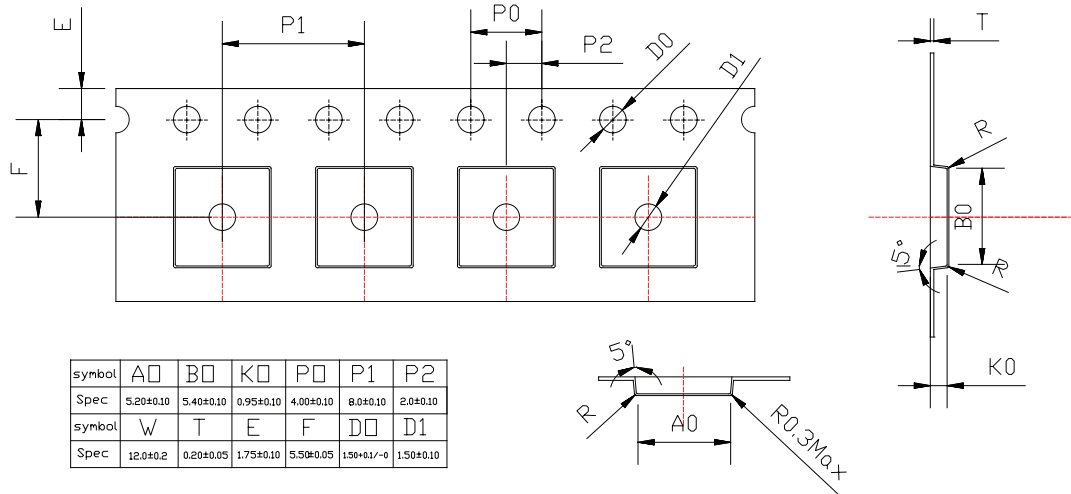 E
P1
P0
P2
D0
D1
F
T
R
B0
5°
R
K0
5°
R
A0
R0.3Max
symbol A0 B0 K0 P0 P1 P2
Spec 5.20±0.10 5.40±0.10 0.95±0.10 4.00±0.10 8.0±0.10 2.0±0.10
symbol W T E F D0 D1
Spec 12.0±0.2 0.20±0.05 1.75±0.10 5.50±0.05 1.50+0.1/-0 1.50±0.10